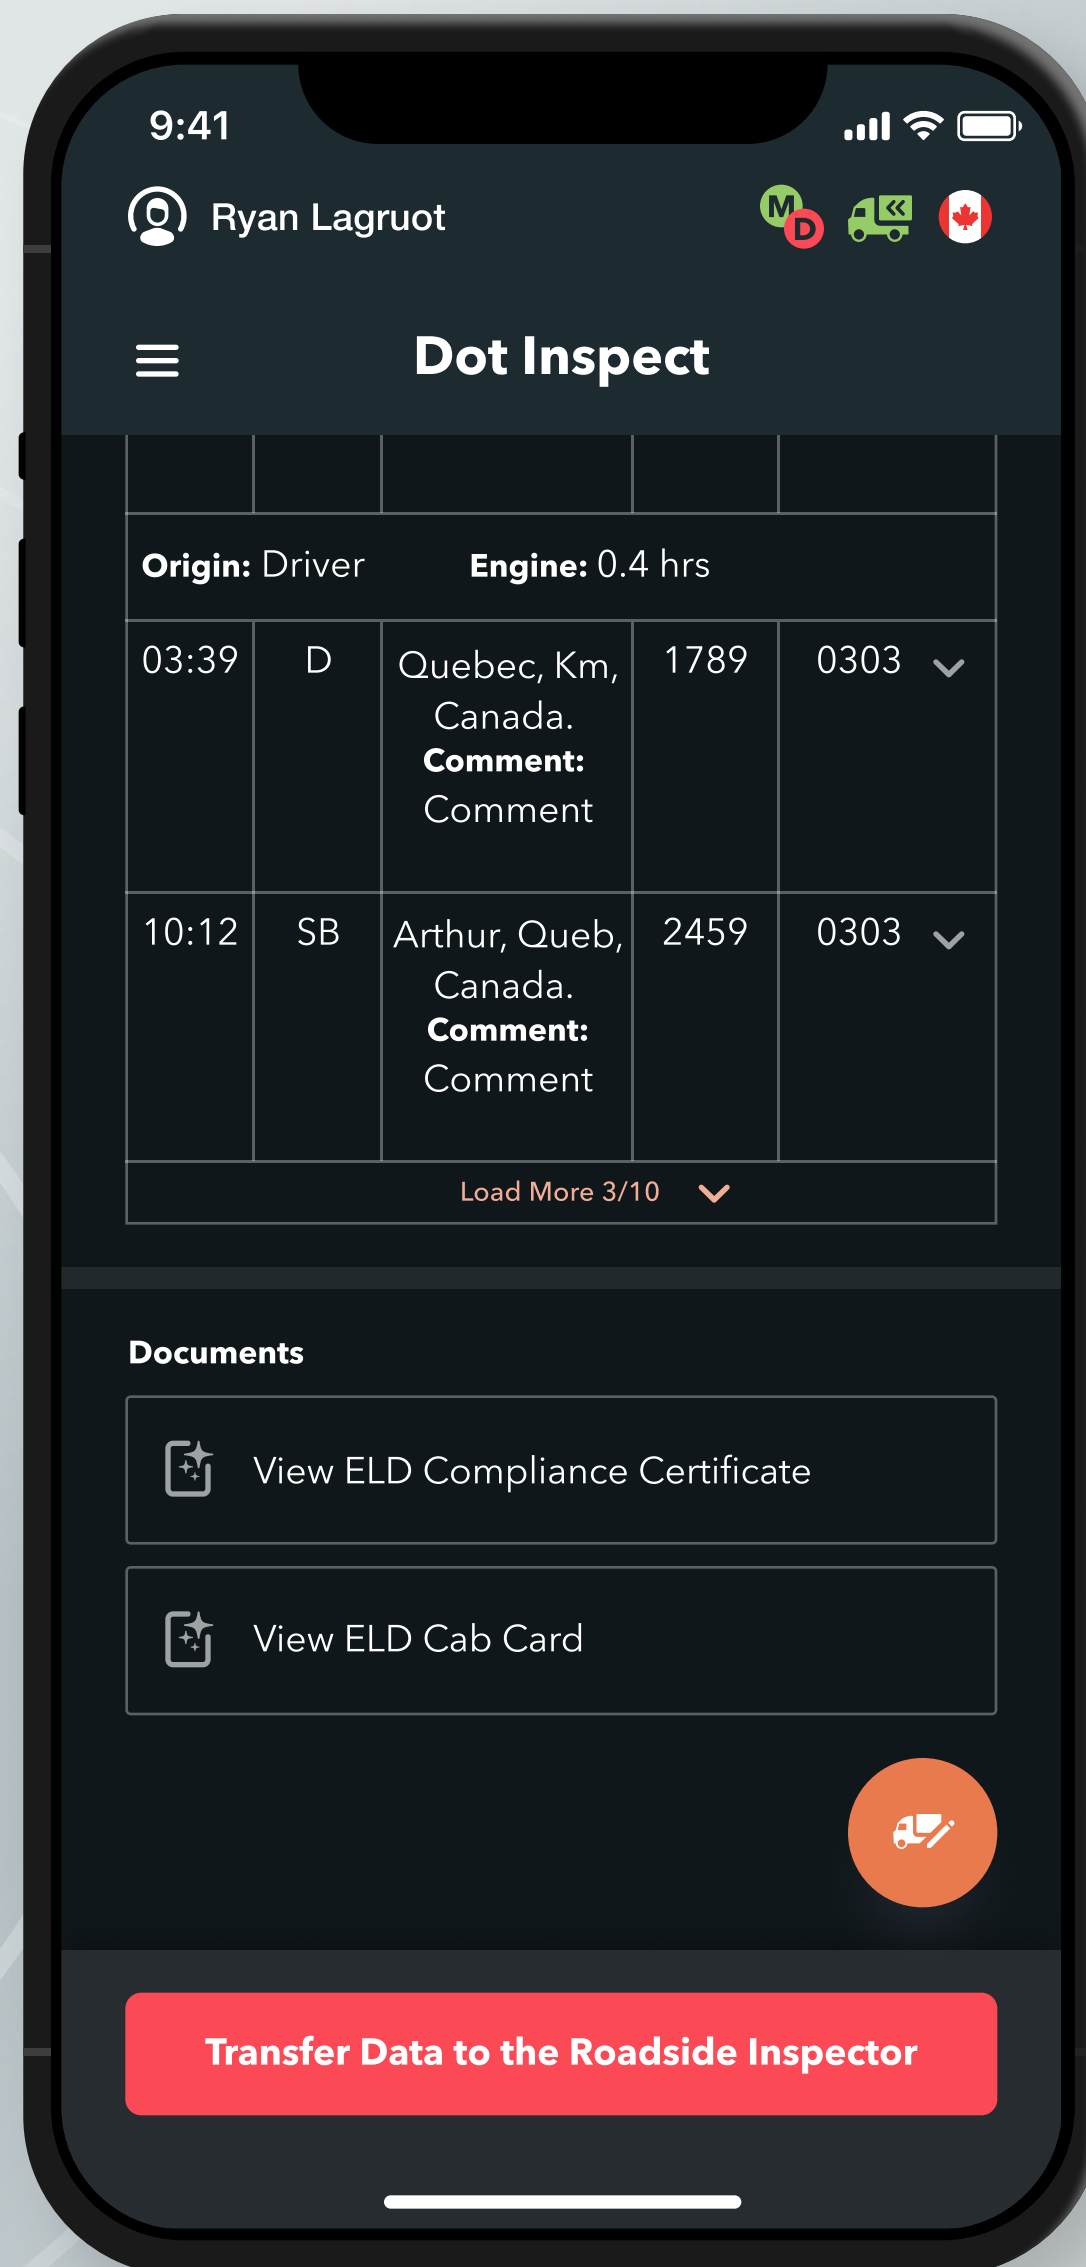 9:41
Ryan Lagruot
M
D
Dot Inspect
Origin: Driver Engine: 0.4 hrs
03:39 D Quebec, Km, 1789 0303
Canada.
Comment:
Comment
10:12 SB Arthur, Queb, 2459 0303
Canada.
Comment:
Comment
Load More 3/10
Documents
View ELD Compliance Certificate
View ELD Cab Card
Transfer Data to the Roadside Inspector